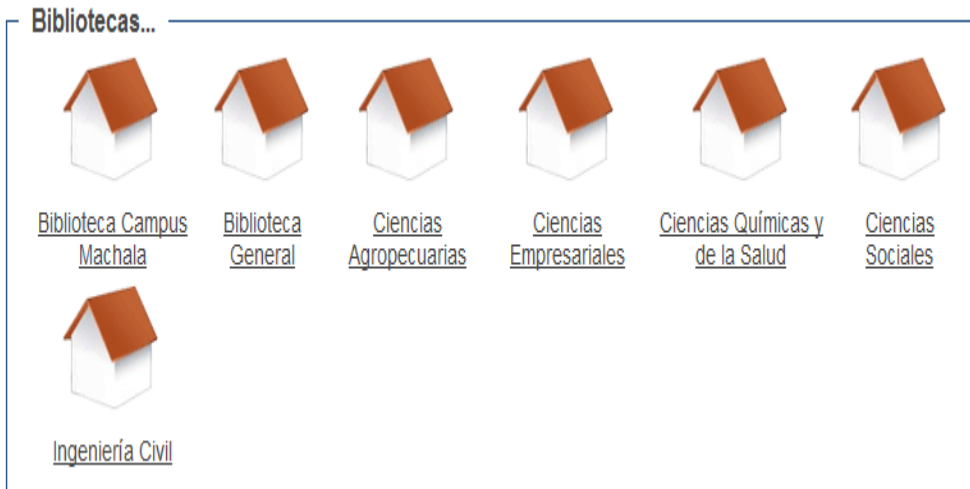 Bibliotecas...
Biblioteca Campus
Machala
Biblioteca
General
Ciencias
Agropecuarias
Ciencias
Empresariales
Ciencias Químicas y
de la Salud
Ciencias
Sociales
Ingeniería Civil